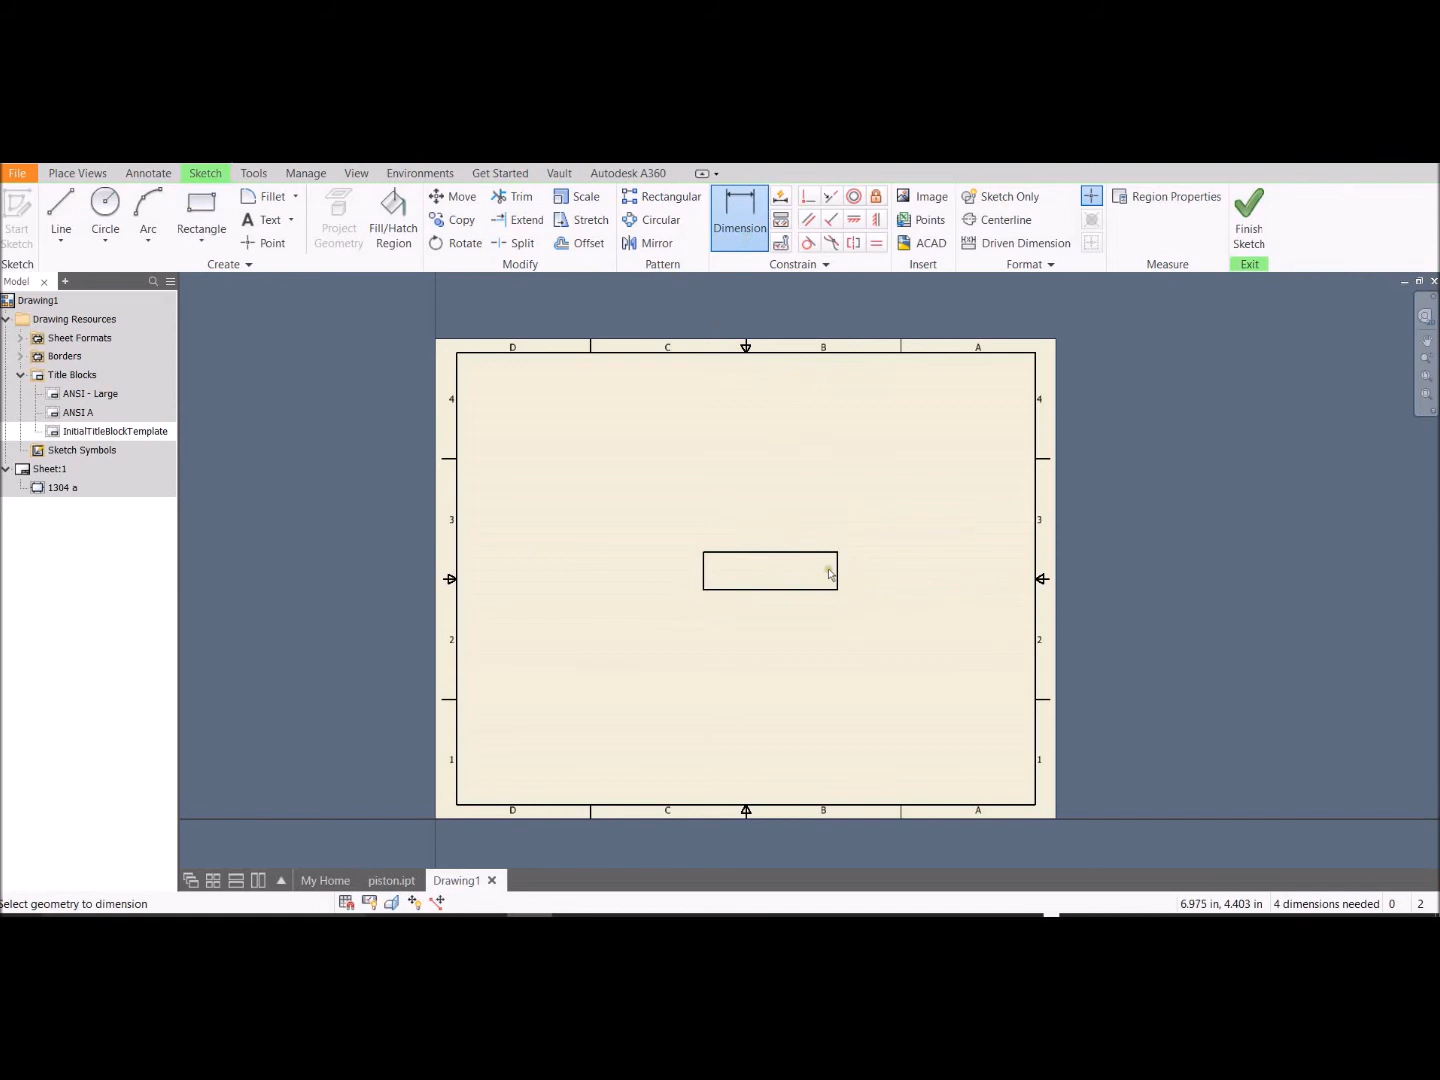 File Place Views Annotate Sketch Tools Manage View Environments Get Started Vault Autodesk A360
Start Sketch
Line
Circle
Arc
Rectangle
Fillet
Text
Point
Project Geometry
Fill/Hatch Region
Move
Copy
Rotate
Trim
Extend
Split
Scale
Stretch
Offset
Rectangular
Circular
Mirror
Dimension
Image
Points
ACAD
Sketch Only
Centerline
Driven Dimension
Region Properties
Finish Sketch
Sketch Create Modify Pattern Constrain Insert Format Measure Exit
Model
Drawing1
Drawing Resources
Sheet Formats
Borders
Title Blocks
ANSI - Large
ANSI A
InitialTitleBlockTemplate
Sketch Symbols
Sheet:1
1304 a
D C B A
4 4
3 3
2 2
1 1
D C B A
My Home piston.ipt Drawing1
Select geometry to dimension
6.975 in, 4.403 in 4 dimensions needed 0 2